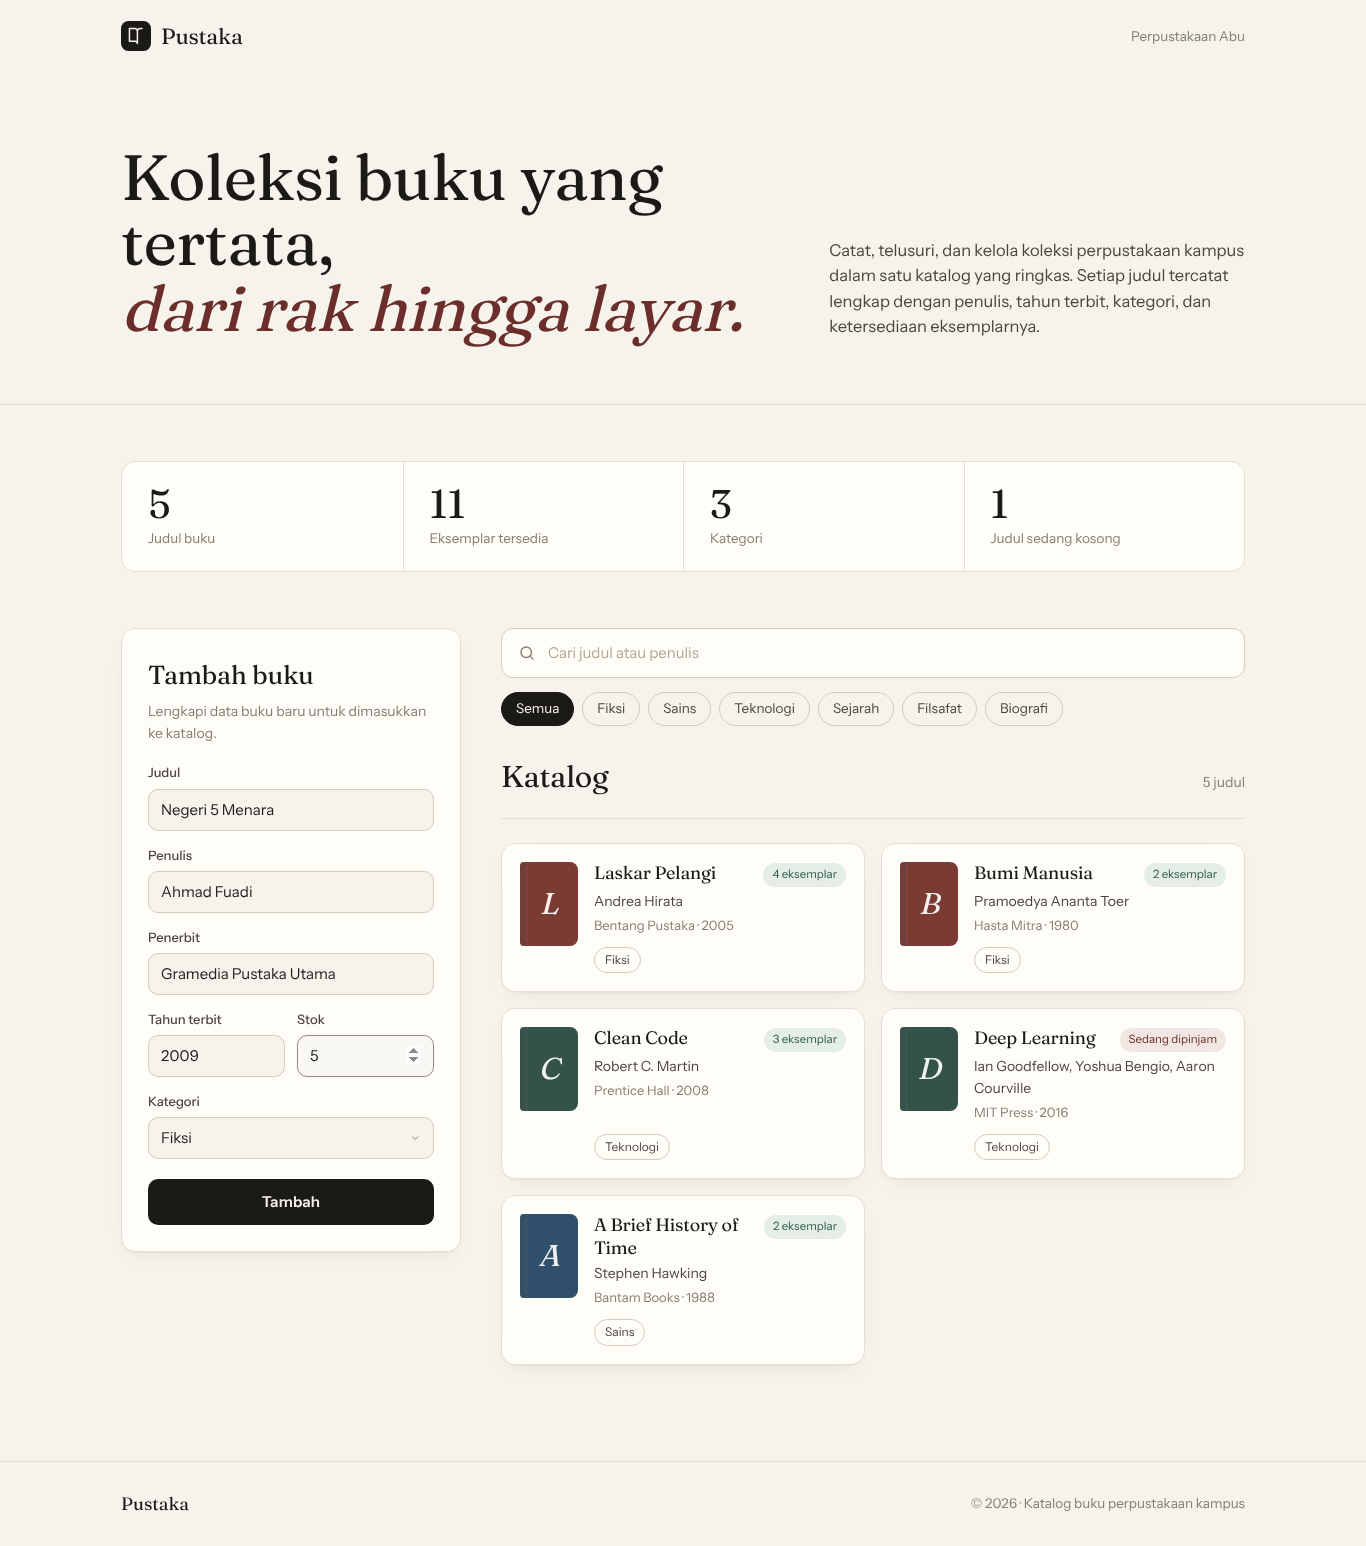 Pustaka
Perpustakaan Abu
Koleksi buku yang
tertata,
dari rak hingga layar.
Catat, telusuri, dan kelola koleksi perpustakaan kampus
dalam satu katalog yang ringkas. Setiap judul tercatat
lengkap dengan penulis, tahun terbit, kategori, dan
ketersediaan eksemplarnya.
5
Judul buku
11
Eksemplar tersedia
3
Kategori
1
Judul sedang kosong
Tambah buku
Lengkapi data buku baru untuk dimasukkan
ke katalog.
Judul
Negeri 5 Menara
Penulis
Ahmad Fuadi
Penerbit
Gramedia Pustaka Utama
Tahun terbit
2009
Stok
5
Kategori
Fiksi
Tambah
Cari judul atau penulis
Semua
Fiksi
Sains
Teknologi
Sejarah
Filsafat
Biografi
Katalog
5 judul
L
Laskar Pelangi
4 eksemplar
Andrea Hirata
Bentang Pustaka · 2005
Fiksi
B
Bumi Manusia
2 eksemplar
Pramoedya Ananta Toer
Hasta Mitra · 1980
Fiksi
C
Clean Code
3 eksemplar
Robert C. Martin
Prentice Hall · 2008
Teknologi
D
Deep Learning
Sedang dipinjam
Ian Goodfellow, Yoshua Bengio, Aaron
Courville
MIT Press · 2016
Teknologi
A
A Brief History of
Time
2 eksemplar
Stephen Hawking
Bantam Books · 1988
Sains
Pustaka
© 2026 · Katalog buku perpustakaan kampus